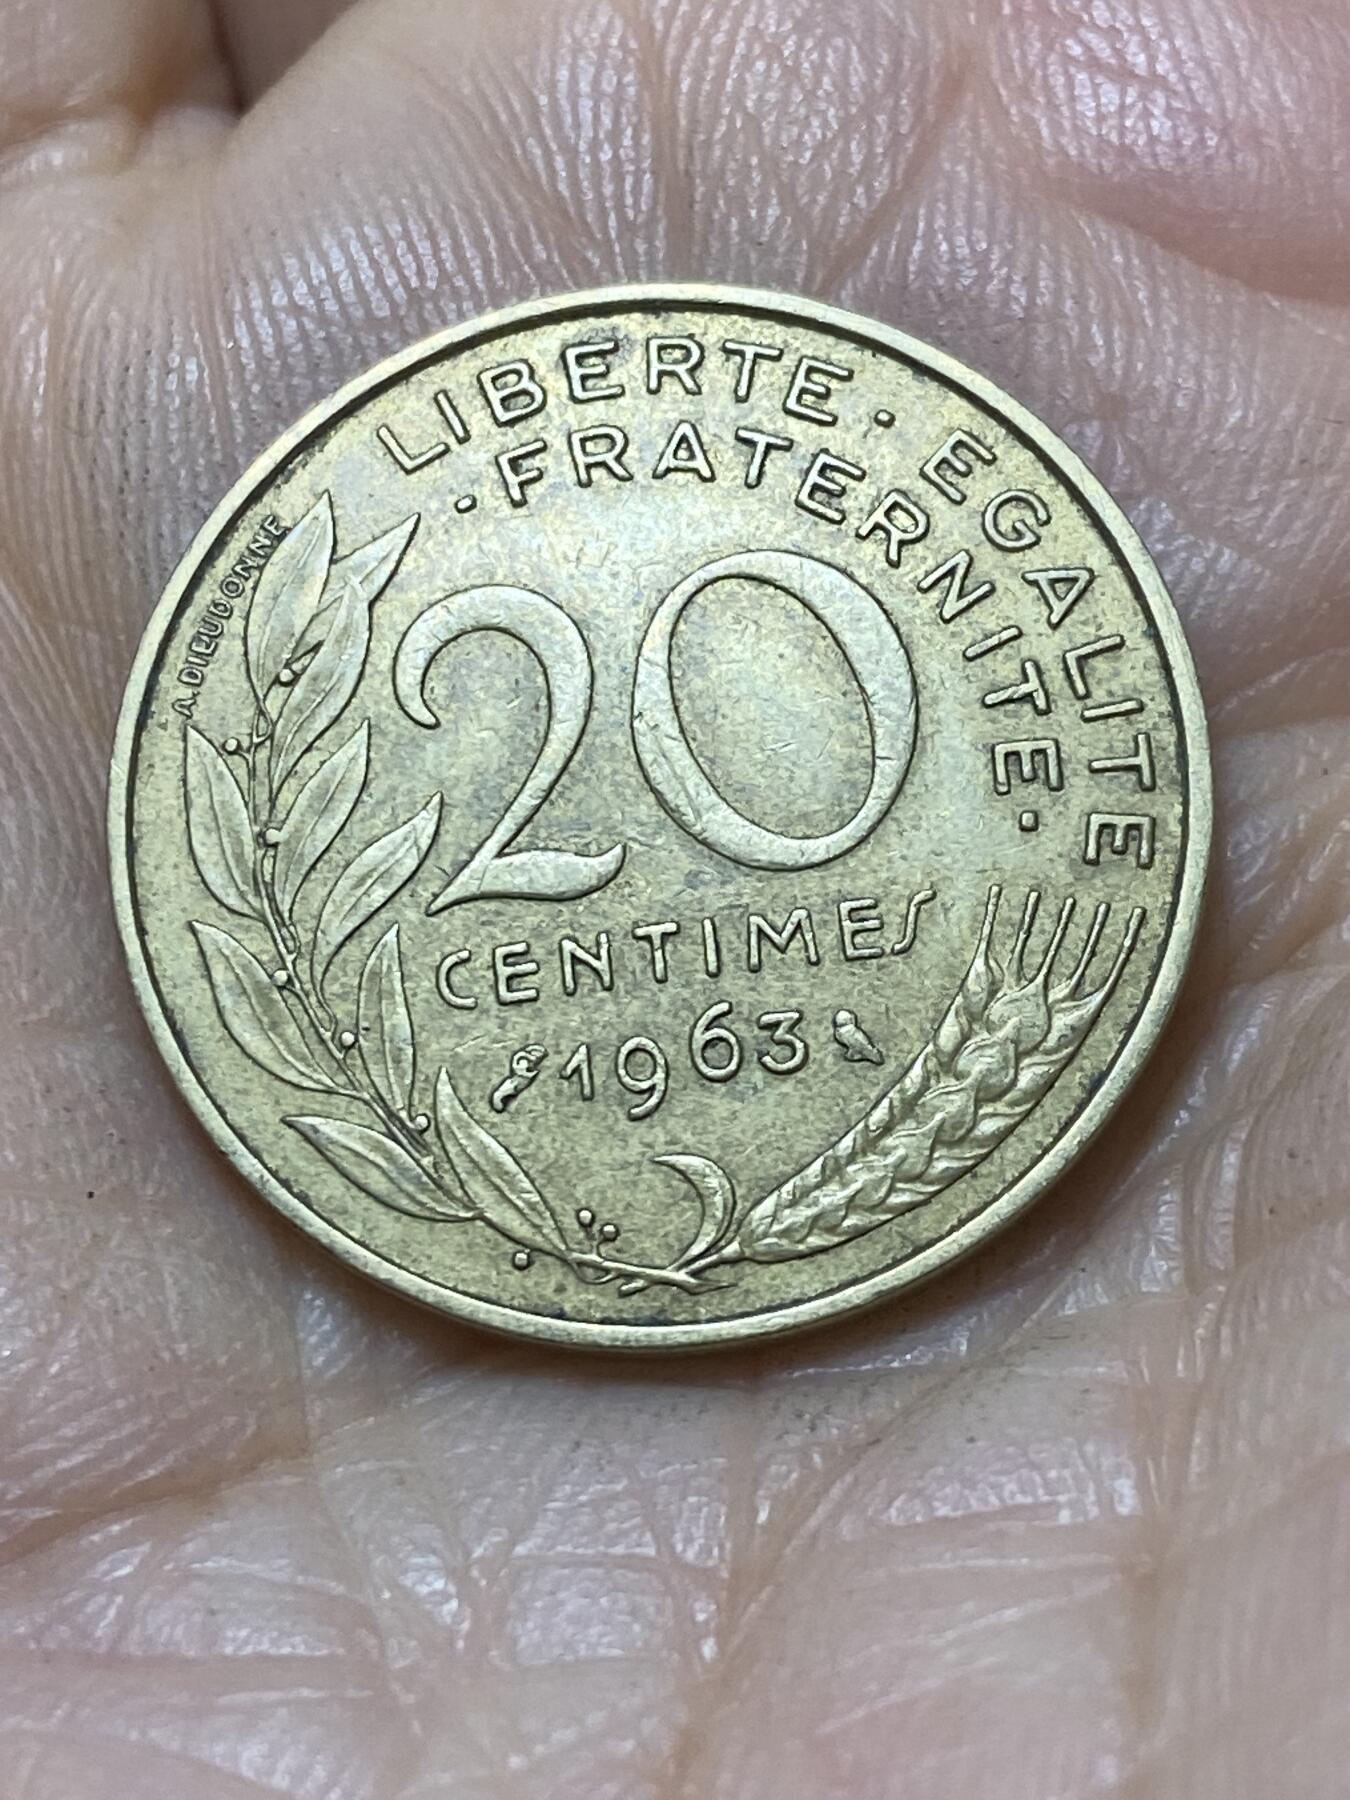 LIBERTE · EGALITE
· FRATERNITE ·
A. DIEUDONNE
20
CENTIMES
1963